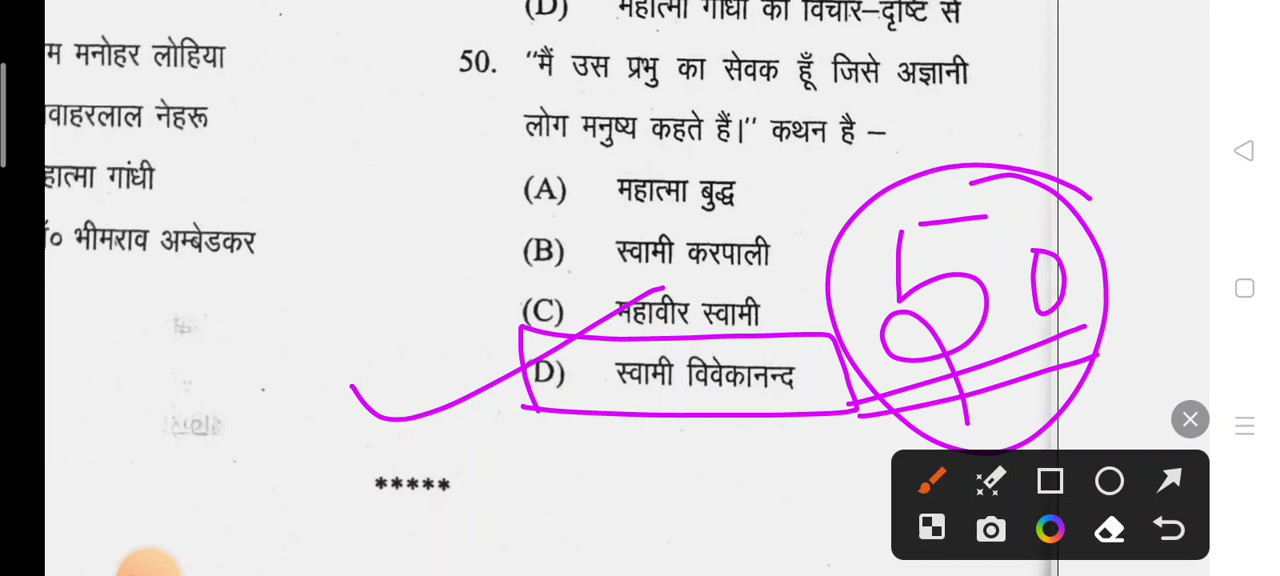 म मनोहर लोहिया
वाहरलाल नेहरू
हात्मा गांधी
भीमराव अम्बेडकर
(D) महात्मा गांधी की विचार–दृष्टि से
50. "मैं उस प्रभु का सेवक हूँ जिसे अज्ञानी
लोग मनुष्य कहते हैं।" कथन है –
(A) महात्मा बुद्ध
(B) स्वामी करपाली
(C) महावीर स्वामी
(D) स्वामी विवेकानन्द
50
*****